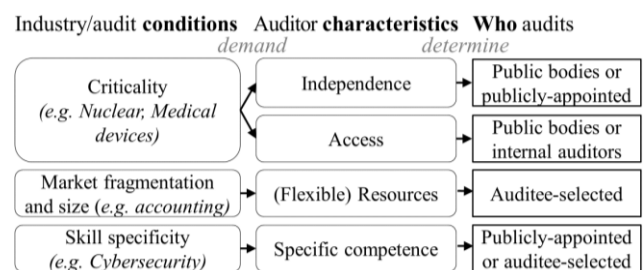 Industry/audit conditions Auditor characteristics Who audits
demand determine
Criticality
(e.g. Nuclear, Medical
devices)
Independence
Public bodies or
publicly-appointed
Access
Public bodies or
internal auditors
Market fragmentation
and size (e.g. accounting)
(Flexible) Resources
Auditee-selected
Skill specificity
(e.g. Cybersecurity)
Specific competence
Publicly-appointed
or auditee-selected